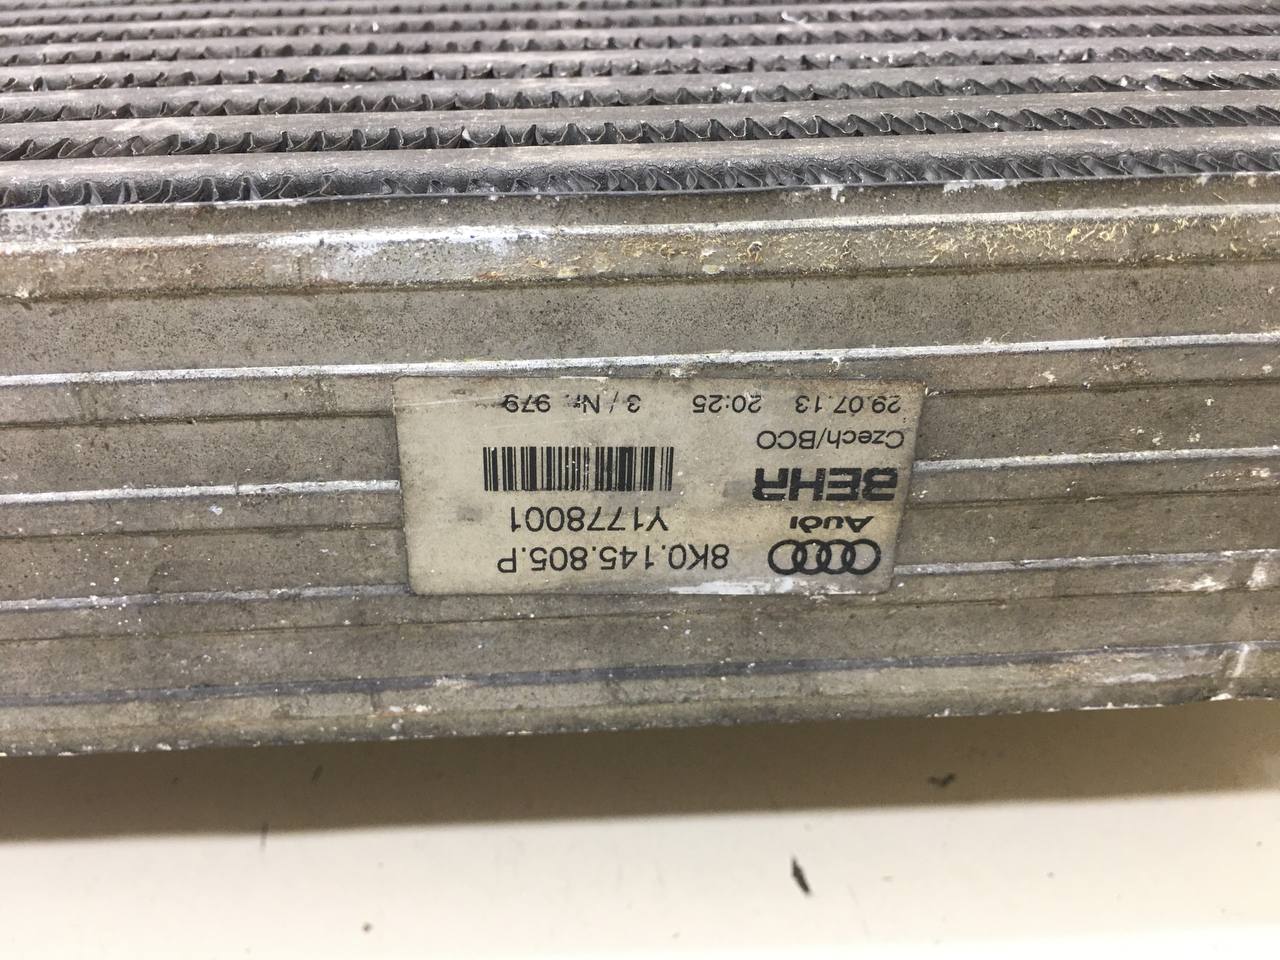 8K0.145.805.P
Audi
Y1778001
BEHR
Czech/BCO
29.07.13 20:25 3 / Nr. 979